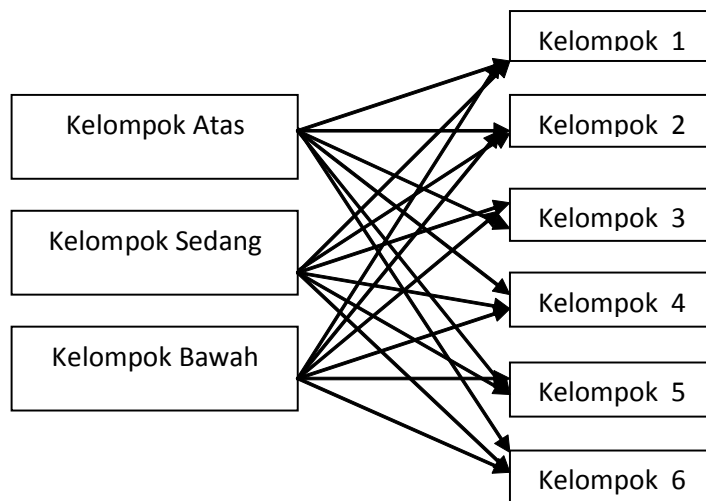 Kelompok Atas
Kelompok Sedang
Kelompok Bawah
Kelompok 1
Kelompok 2
Kelompok 3
Kelompok 4
Kelompok 5
Kelompok 6